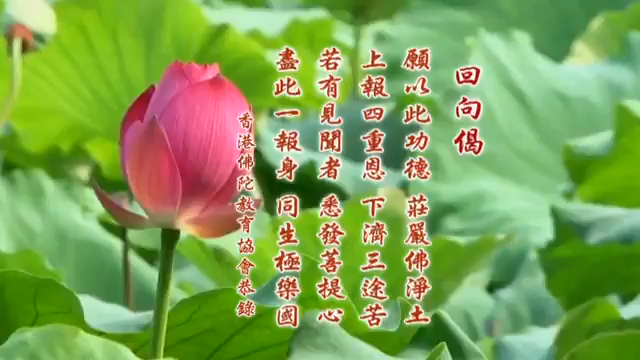 回向偈
願以此功德 莊嚴佛淨土
上報四重恩 下濟三途苦
若有見聞者 悉發菩提心
盡此一報身 同生極樂國
香港佛陀教育協會恭錄